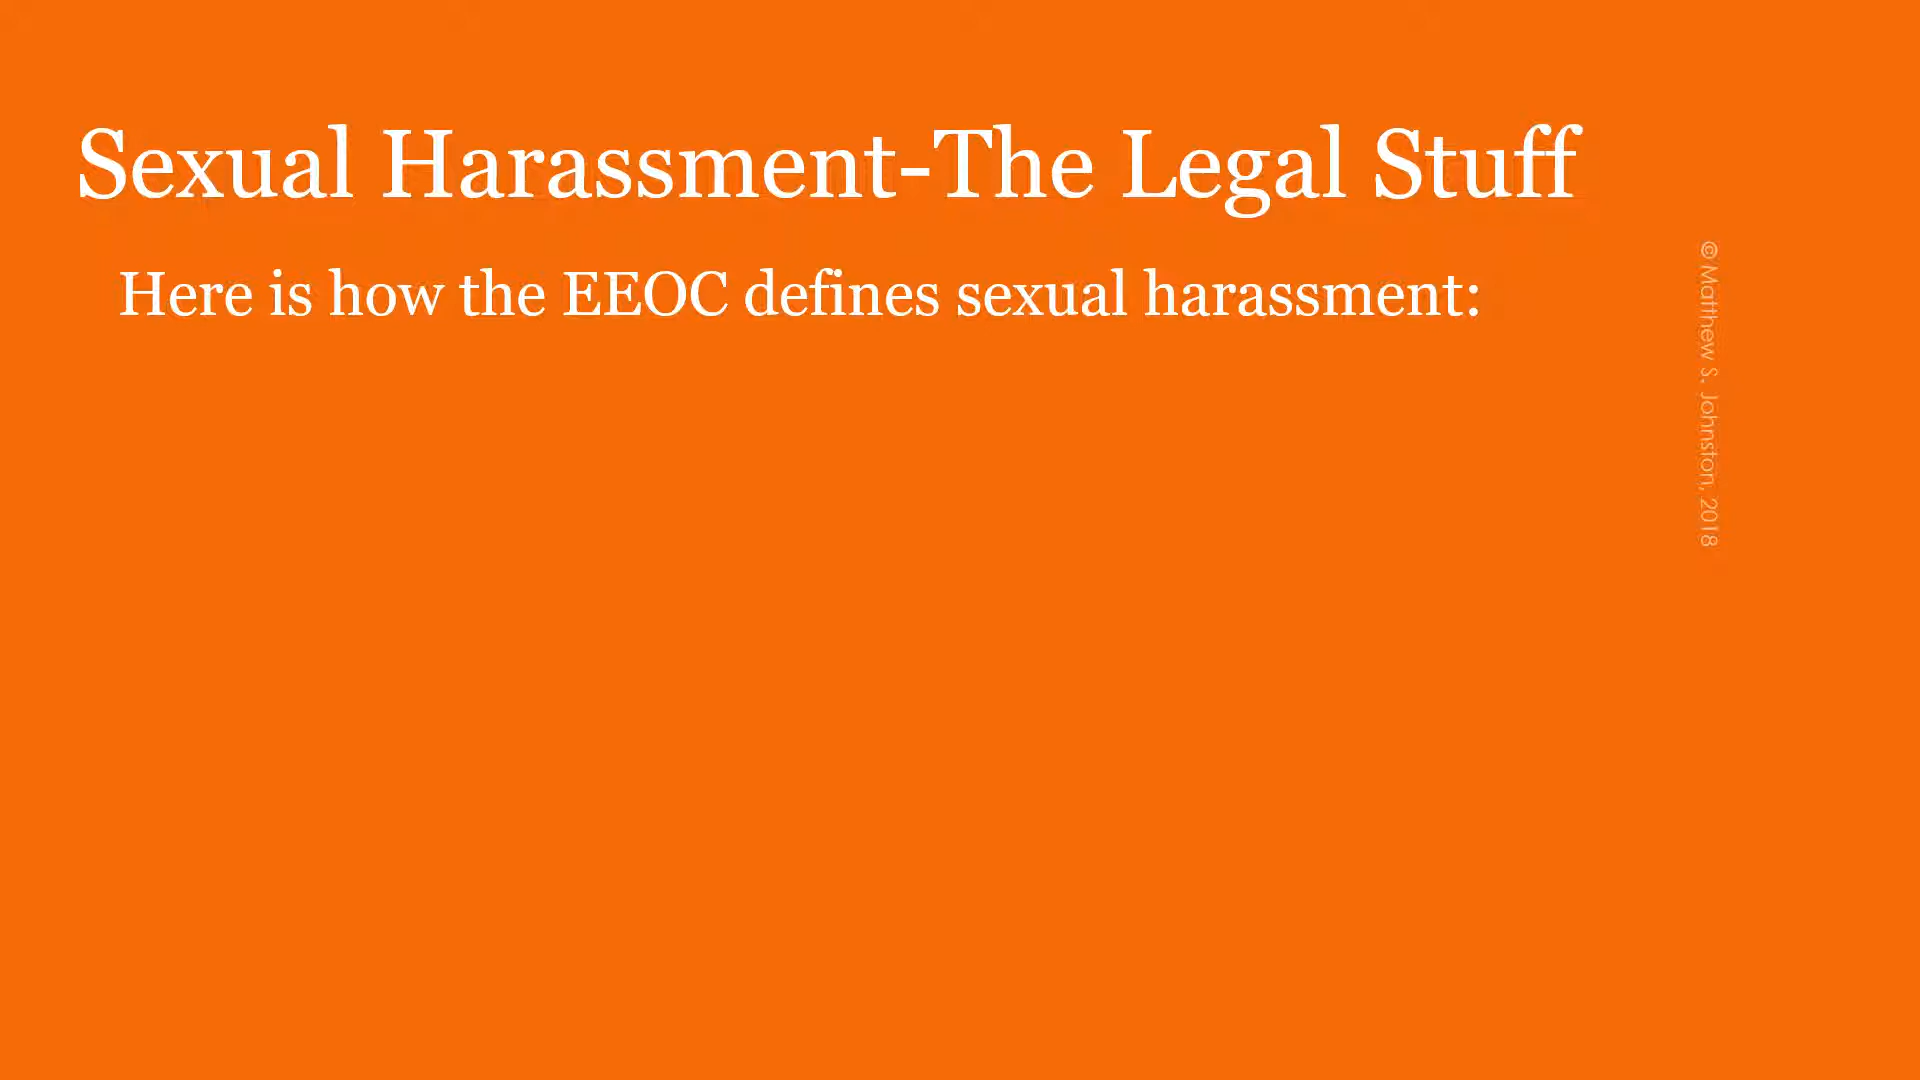 Sexual Harassment-The Legal Stuff
Here is how the EEOC defines sexual harassment:
©Matthew S. Johnston, 2018